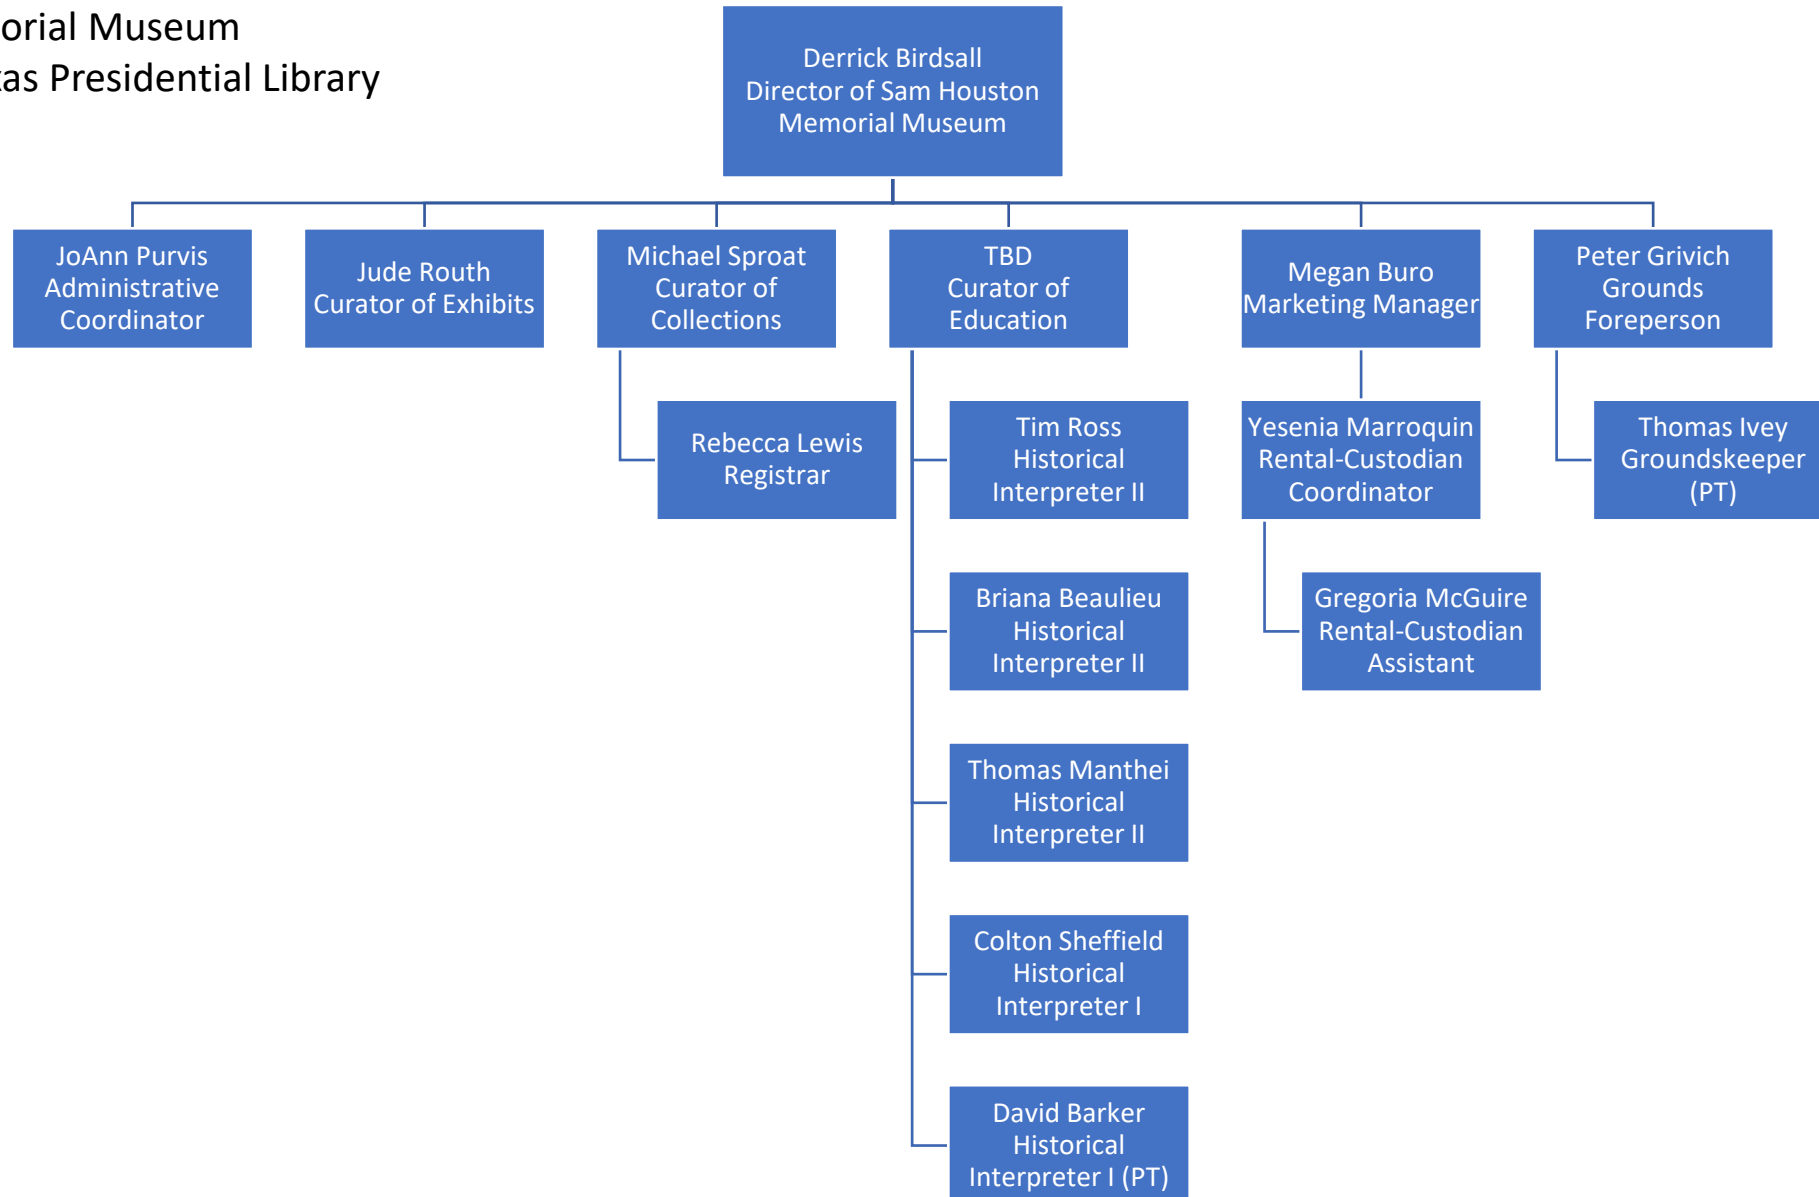 orial Museum
as Presidential Library
Derrick Birdsall
Director of Sam Houston
Memorial Museum
JoAnn Purvis
Administrative
Coordinator
Jude Routh
Curator of Exhibits
Michael Sproat
Curator of
Collections
TBD
Curator of
Education
Megan Buro
Marketing Manager
Peter Grivich
Grounds
Foreperson
Rebecca Lewis
Registrar
Tim Ross
Historical
Interpreter II
Yesenia Marroquin
Rental-Custodian
Coordinator
Thomas Ivey
Groundskeeper
(PT)
Briana Beaulieu
Historical
Interpreter II
Gregoria McGuire
Rental-Custodian
Assistant
Thomas Manthei
Historical
Interpreter II
Colton Sheffield
Historical
Interpreter I
David Barker
Historical
Interpreter I (PT)